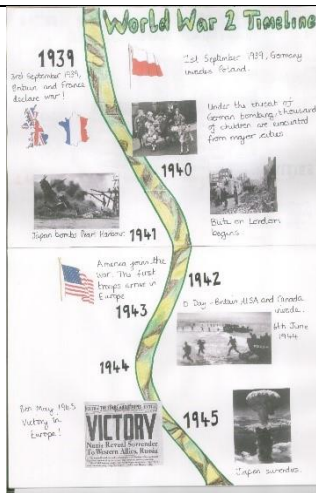 World War 2 Timeline
1939
1st September 1939, Germany
invades Poland.
3rd September 1939,
Britain and France
declare war!
Under the threat of
German bombing, thousand
of children are evacuated
from major cities
1940
Blitz on London
begins.
Japan bombs Pearl Harbour
1941
America joins the
war. The first
troops arrive in
Europe
1942
1943
D Day - Britain, USA and Canada
invade.
6th June
1944
1944
8th May 1945
Victory in
Europe!
VICTORY
Nazis Reveal Surrender
To Western Allies, Russia
1945
Japan surrenders.